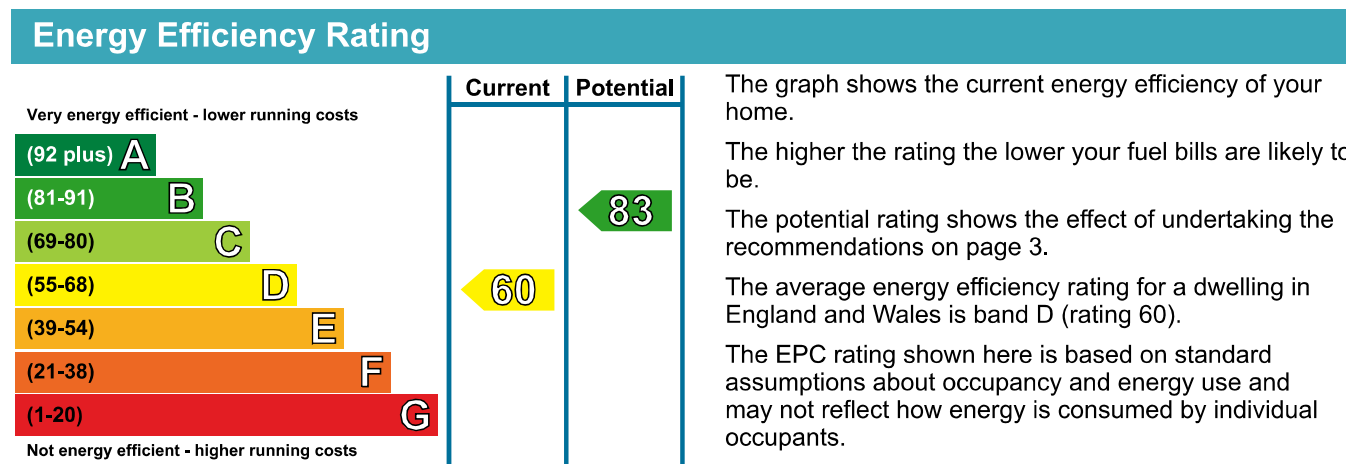 Energy Efficiency Rating
Current
Potential
Very energy efficient - lower running costs
(92 plus) A
(81-91) B
83
(69-80) C
(55-68) D
60
(39-54) E
(21-38) F
(1-20) G
Not energy efficient - higher running costs
The graph shows the current energy efficiency of your
home.
The higher the rating the lower your fuel bills are likely to
be.
The potential rating shows the effect of undertaking the
recommendations on page 3.
The average energy efficiency rating for a dwelling in
England and Wales is band D (rating 60).
The EPC rating shown here is based on standard
assumptions about occupancy and energy use and
may not reflect how energy is consumed by individual
occupants.